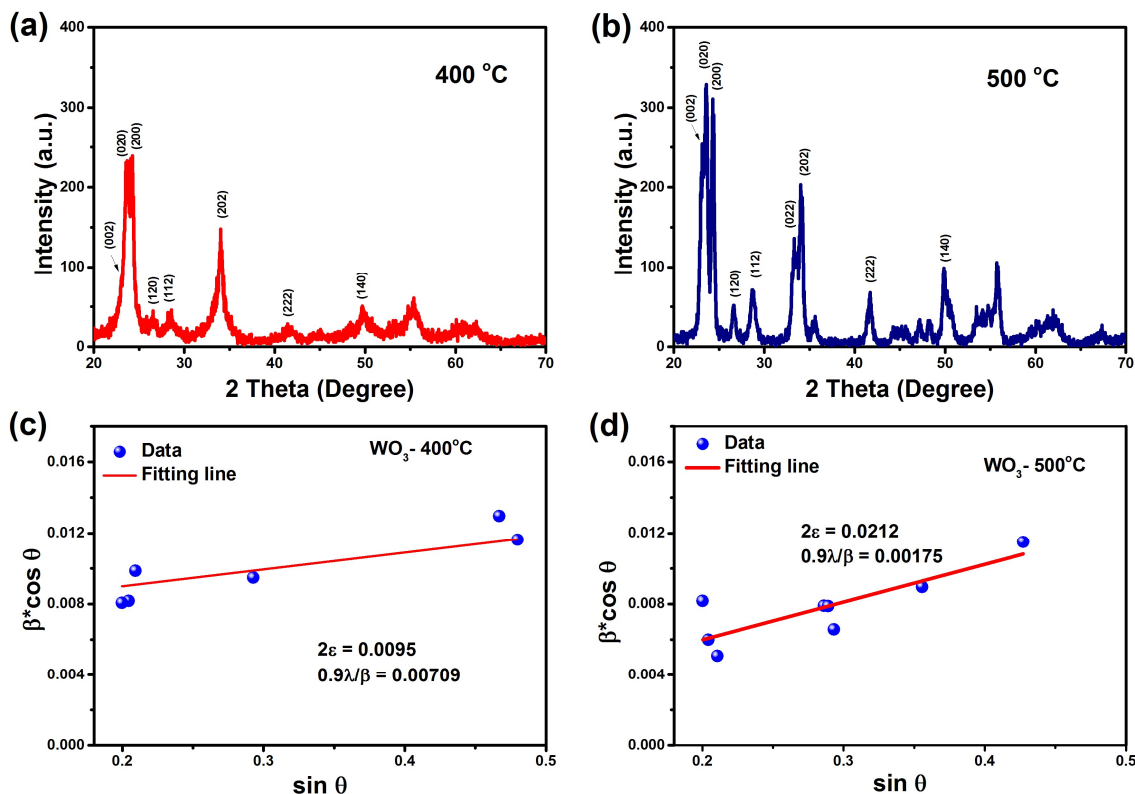 (a)
400 °C
(002)
(020)
(200)
(120)
(112)
(202)
(222)
(140)
400
300
200
100
0
20
30
40
50
60
70
Intensity (a.u.)
2 Theta (Degree)
(b)
500 °C
(002)
(020)
(200)
(120)
(112)
(022)
(202)
(222)
(140)
400
300
200
100
0
20
30
40
50
60
70
Intensity (a.u.)
2 Theta (Degree)
(c)
Data
Fitting line
WO₃- 400°C
2ε = 0.0095
0.9λ/β = 0.00709
0.016
0.012
0.008
0.004
0.000
0.2
0.3
0.4
0.5
β*cos θ
sin θ
(d)
Data
Fitting line
WO₃- 500°C
2ε = 0.0212
0.9λ/β = 0.00175
0.016
0.012
0.008
0.004
0.000
0.2
0.3
0.4
0.5
β*cos θ
sin θ